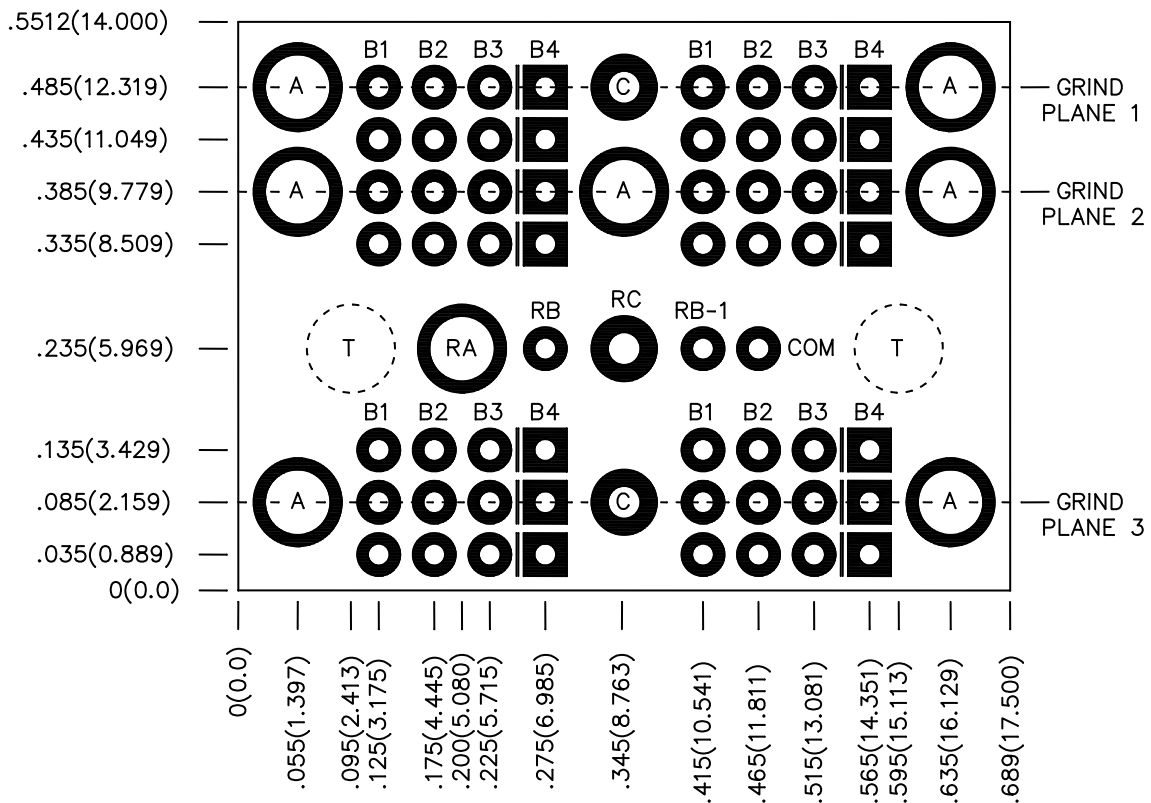 .5512(14.000)
B1 B2 B3 B4 B1 B2 B3 B4
.485(12.319) A C A GRIND
PLANE 1
.435(11.049)
.385(9.779) A A A GRIND
PLANE 2
.335(8.509)
RB RC RB-1
.235(5.969) T RA COM T
B1 B2 B3 B4 B1 B2 B3 B4
.135(3.429)
.085(2.159) A C A GRIND
PLANE 3
.035(0.889)
0(0.0)
0(0.0)
.055(1.397)
.095(2.413)
.125(3.175)
.175(4.445)
.200(5.080)
.225(5.715)
.275(6.985)
.345(8.763)
.415(10.541)
.465(11.811)
.515(13.081)
.565(14.351)
.595(15.113)
.635(16.129)
.689(17.500)